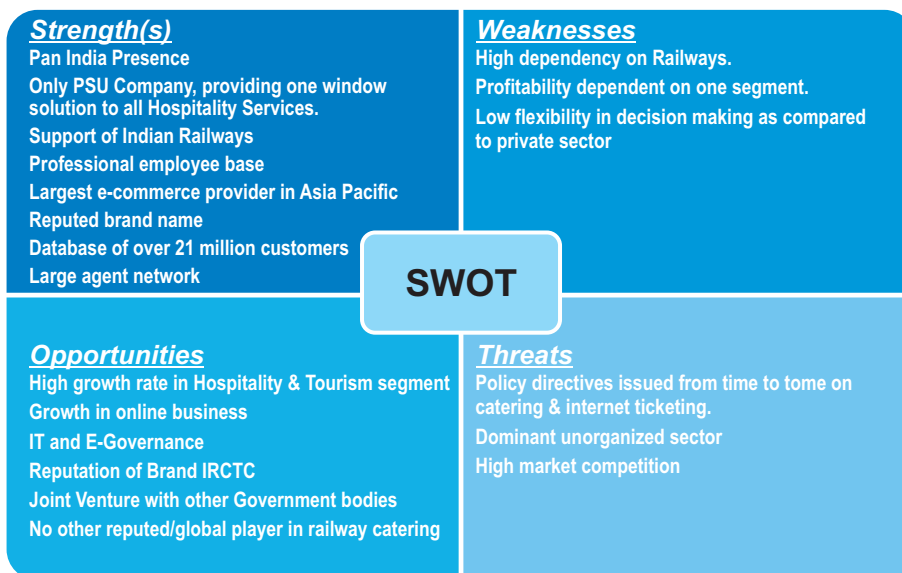 Strength(s)
Pan India Presence
Only PSU Company, providing one window
solution to all Hospitality Services.
Support of Indian Railways
Professional employee base
Largest e-commerce provider in Asia Pacific
Reputed brand name
Database of over 21 million customers
Large agent network
Weaknesses
High dependency on Railways.
Profitability dependent on one segment.
Low flexibility in decision making as compared
to private sector
SWOT
Opportunities
High growth rate in Hospitality & Tourism segment
Growth in online business
IT and E-Governance
Reputation of Brand IRCTC
Joint Venture with other Government bodies
No other reputed/global player in railway catering
Threats
Policy directives issued from time to tome on
catering & internet ticketing.
Dominant unorganized sector
High market competition